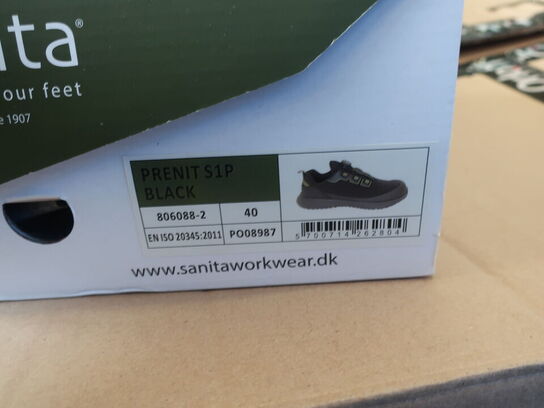 ita®
our feet
e 1907
PRENIT S1P
BLACK
806088-2 40
EN ISO 20345:2011 PO08987
5 700714 262804
www.sanitaworkwear.dk